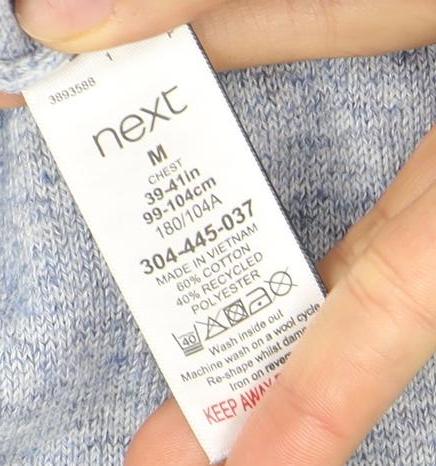 3893588
1
next
M
CHEST
39-41in
99-104cm
180/104A
304-445-037
MADE IN VIETNAM
60% COTTON
40% RECYCLED
POLYESTER
40
Wash inside out
Machine wash on a wool cycle
Re-shape whilst
Iron on
KEEP AWAY